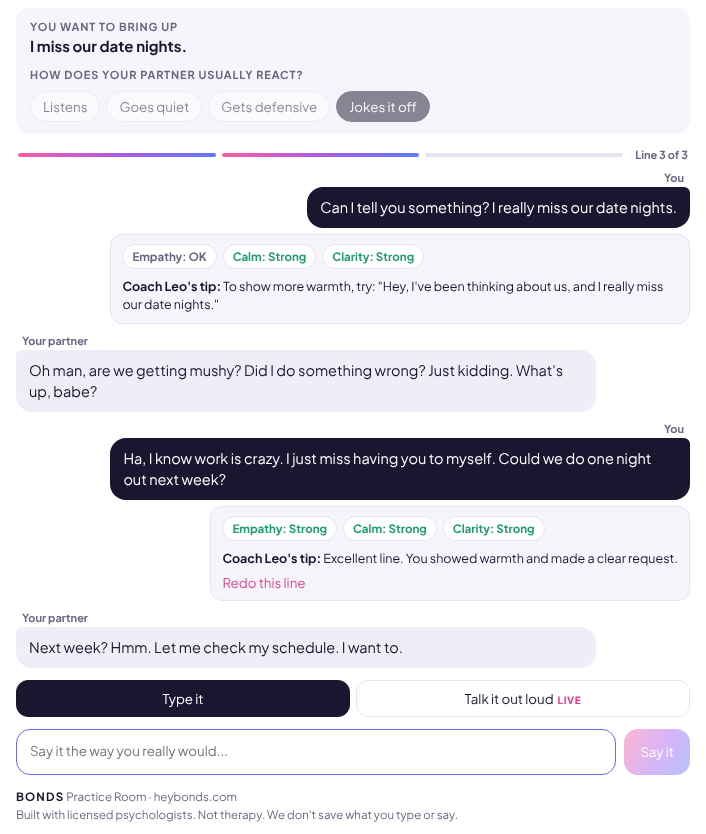 YOU WANT TO BRING UP
I miss our date nights.
HOW DOES YOUR PARTNER USUALLY REACT?
Listens
Goes quiet
Gets defensive
Jokes it off
Line 3 of 3
You
Can I tell you something? I really miss our date nights.
Empathy: OK
Calm: Strong
Clarity: Strong
Coach Leo's tip: To show more warmth, try: "Hey, I've been thinking about us, and I really miss
our date nights."
Your partner
Oh man, are we getting mushy? Did I do something wrong? Just kidding. What's
up, babe?
You
Ha, I know work is crazy. I just miss having you to myself. Could we do one night
out next week?
Empathy: Strong
Calm: Strong
Clarity: Strong
Coach Leo's tip: Excellent line. You showed warmth and made a clear request.
Redo this line
Your partner
Next week? Hmm. Let me check my schedule. I want to.
Type it
Talk it out loud LIVE
Say it the way you really would...
Say it
BONDS Practice Room · heybonds.com
Built with licensed psychologists. Not therapy. We don't save what you type or say.